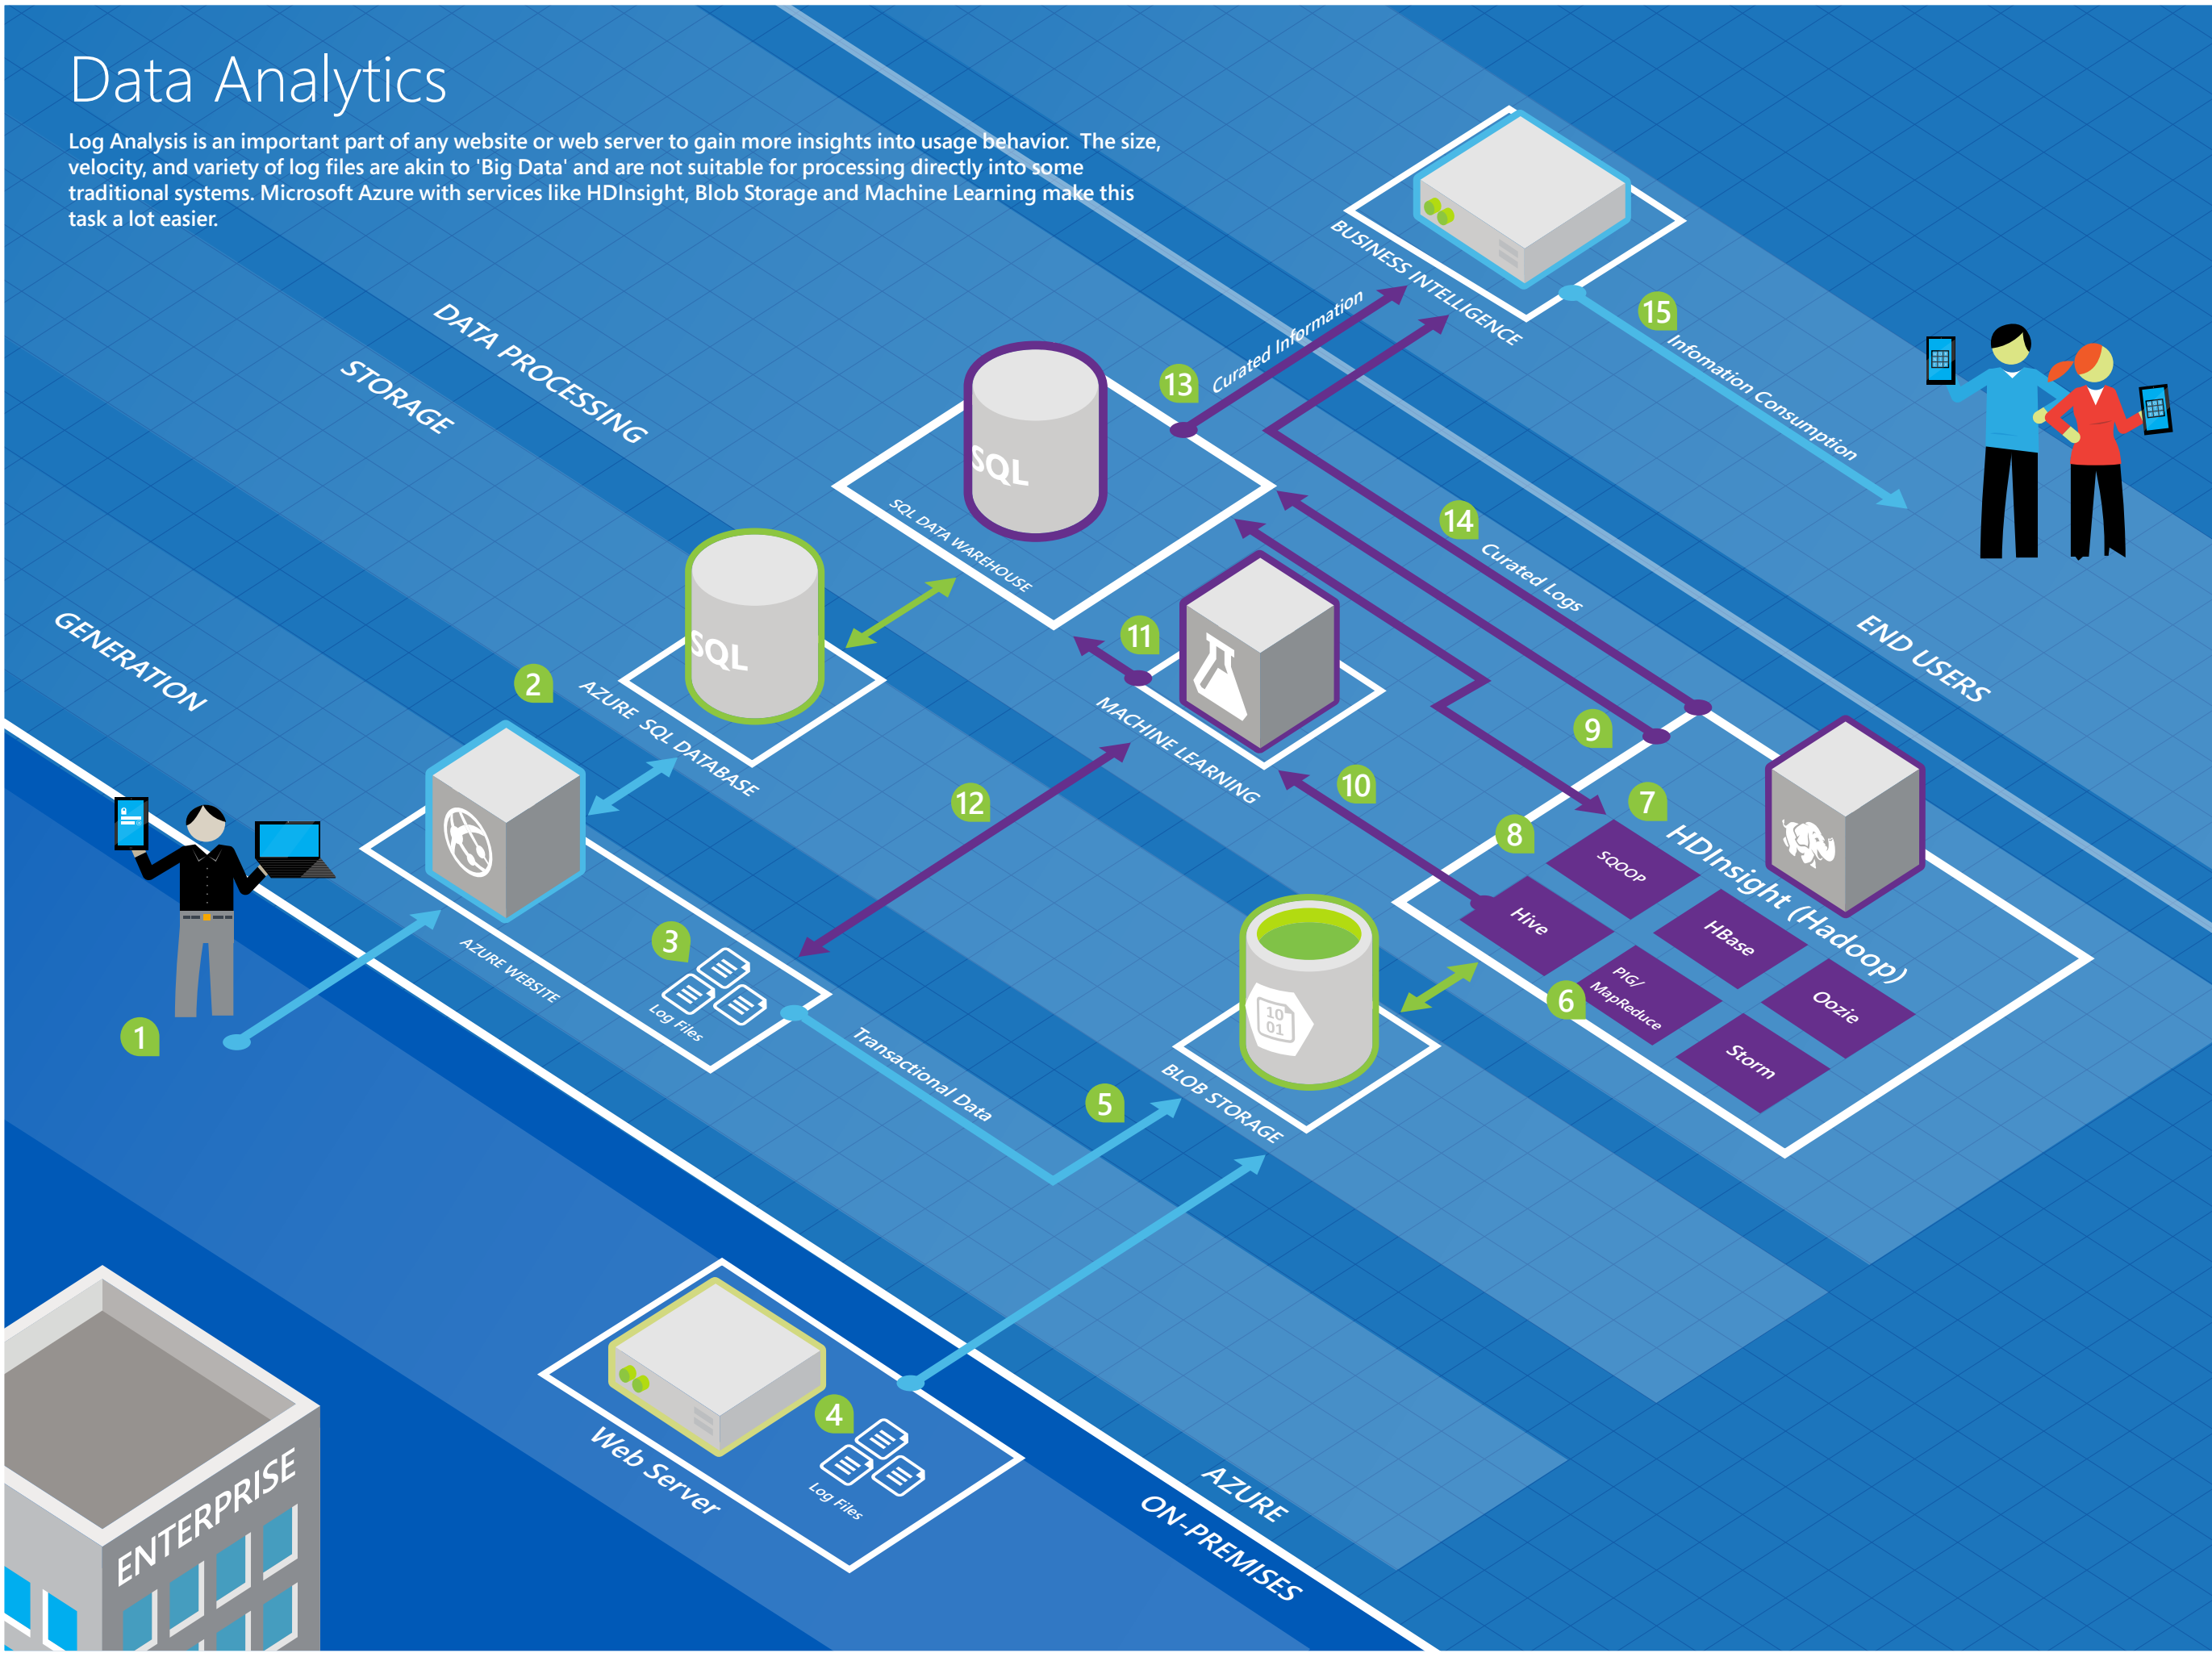 Data Analytics
Log Analysis is an important part of any website or web server to gain more insights into usage behavior. The size,
velocity, and variety of log files are akin to 'Big Data' and are not suitable for processing directly into some
traditional systems. Microsoft Azure with services like HDInsight, Blob Storage and Machine Learning make this
task a lot easier.
BUSINESS INTELLIGENCE
15
Infomation Consumption
DATA PROCESSING
STORAGE
GENERATION
13
Curated Information
SQL
SQL DATA WAREHOUSE
14
Curated Logs
END USERS
2
SQL
AZURE SQL DATABASE
11
MACHINE LEARNING
9
10
12
7
8
HDInsight (Hadoop)
SQOOP
Hive
HBase
PIG/
MapReduce
Oozie
Storm
6
1
AZURE WEBSITE
3
Log Files
Transactional Data
5
10
01
BLOB STORAGE
4
Web Server
Log Files
AZURE
ON-PREMISES
ENTERPRISE